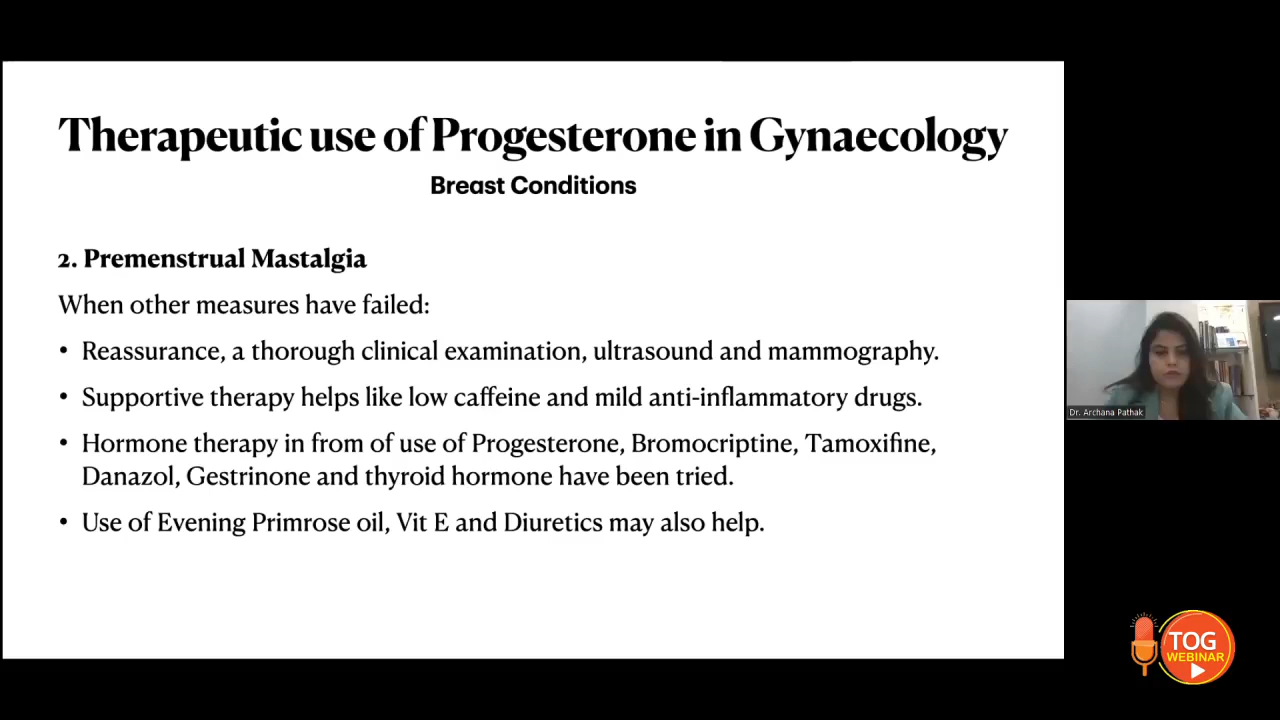 Therapeutic use of Progesterone in Gynaecology
Breast Conditions
2. Premenstrual Mastalgia
When other measures have failed:
• Reassurance, a thorough clinical examination, ultrasound and mammography.
• Supportive therapy helps like low caffeine and mild anti-inflammatory drugs.
• Hormone therapy in from of use of Progesterone, Bromocriptine, Tamoxifine,
Danazol, Gestrinone and thyroid hormone have been tried.
• Use of Evening Primrose oil, Vit E and Diuretics may also help.
Dr. Archana Pathak
TOG
WEBINAR